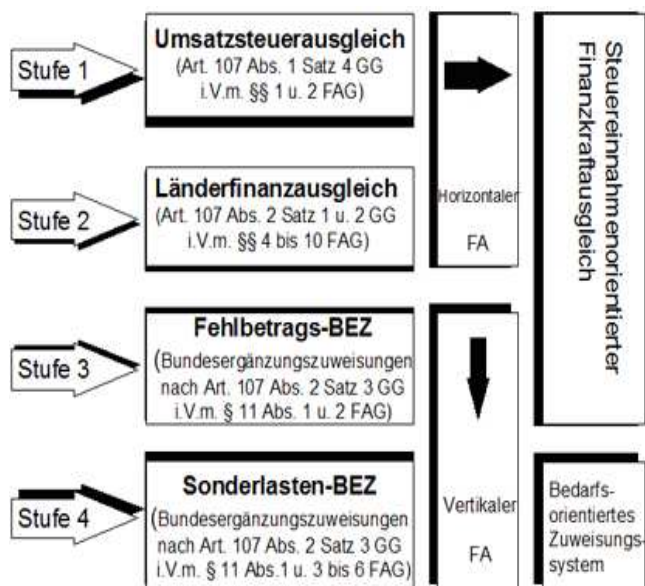 Stufe 1
Umsatzsteuerausgleich
(Art. 107 Abs. 1 Satz 4 GG
i.V.m. §§ 1 u. 2 FAG)
Stufe 2
Länderfinanzausgleich
(Art. 107 Abs. 2 Satz 1 u. 2 GG
i.V.m. §§ 4 bis 10 FAG)
Horizontaler
FA
Steuereinnahmenorientierter
Finanzkraftausgleich
Stufe 3
Fehlbetrags-BEZ
(Bundesergänzungszuweisungen
nach Art. 107 Abs. 2 Satz 3 GG
i.V.m. § 11 Abs. 1 u. 2 FAG)
Stufe 4
Sonderlasten-BEZ
(Bundesergänzungszuweisungen
nach Art. 107 Abs. 2 Satz 3 GG
i.V.m. § 11 Abs.1 u. 3 bis 6 FAG)
Vertikaler
FA
Bedarfs-
orientiertes
Zuweisungs-
system